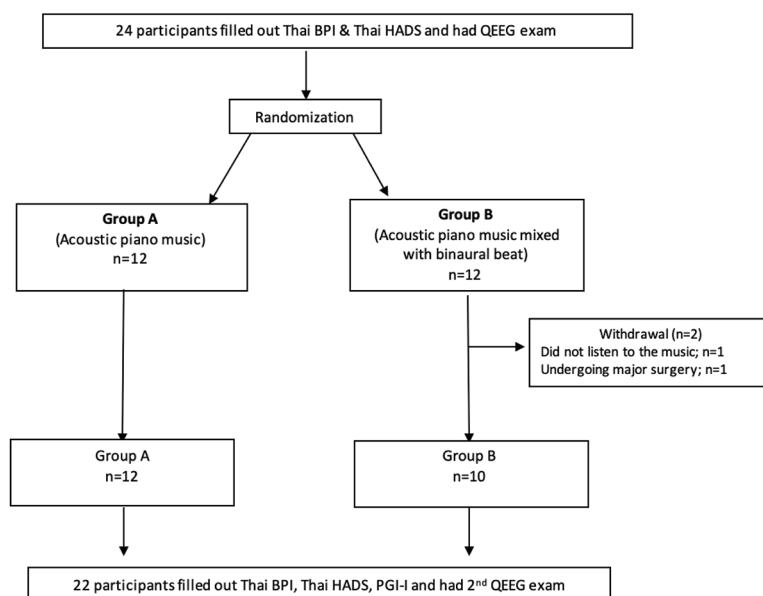 24 participants filled out Thai BPI & Thai HADS and had QEEG exam
Randomization
Group A
(Acoustic piano music)
n=12
Group B
(Acoustic piano music mixed
with binaural beat)
n=12
Withdrawal (n=2)
Did not listen to the music; n=1
Undergoing major surgery; n=1
Group A
n=12
Group B
n=10
22 participants filled out Thai BPI, Thai HADS, PGI-I and had 2nd QEEG exam